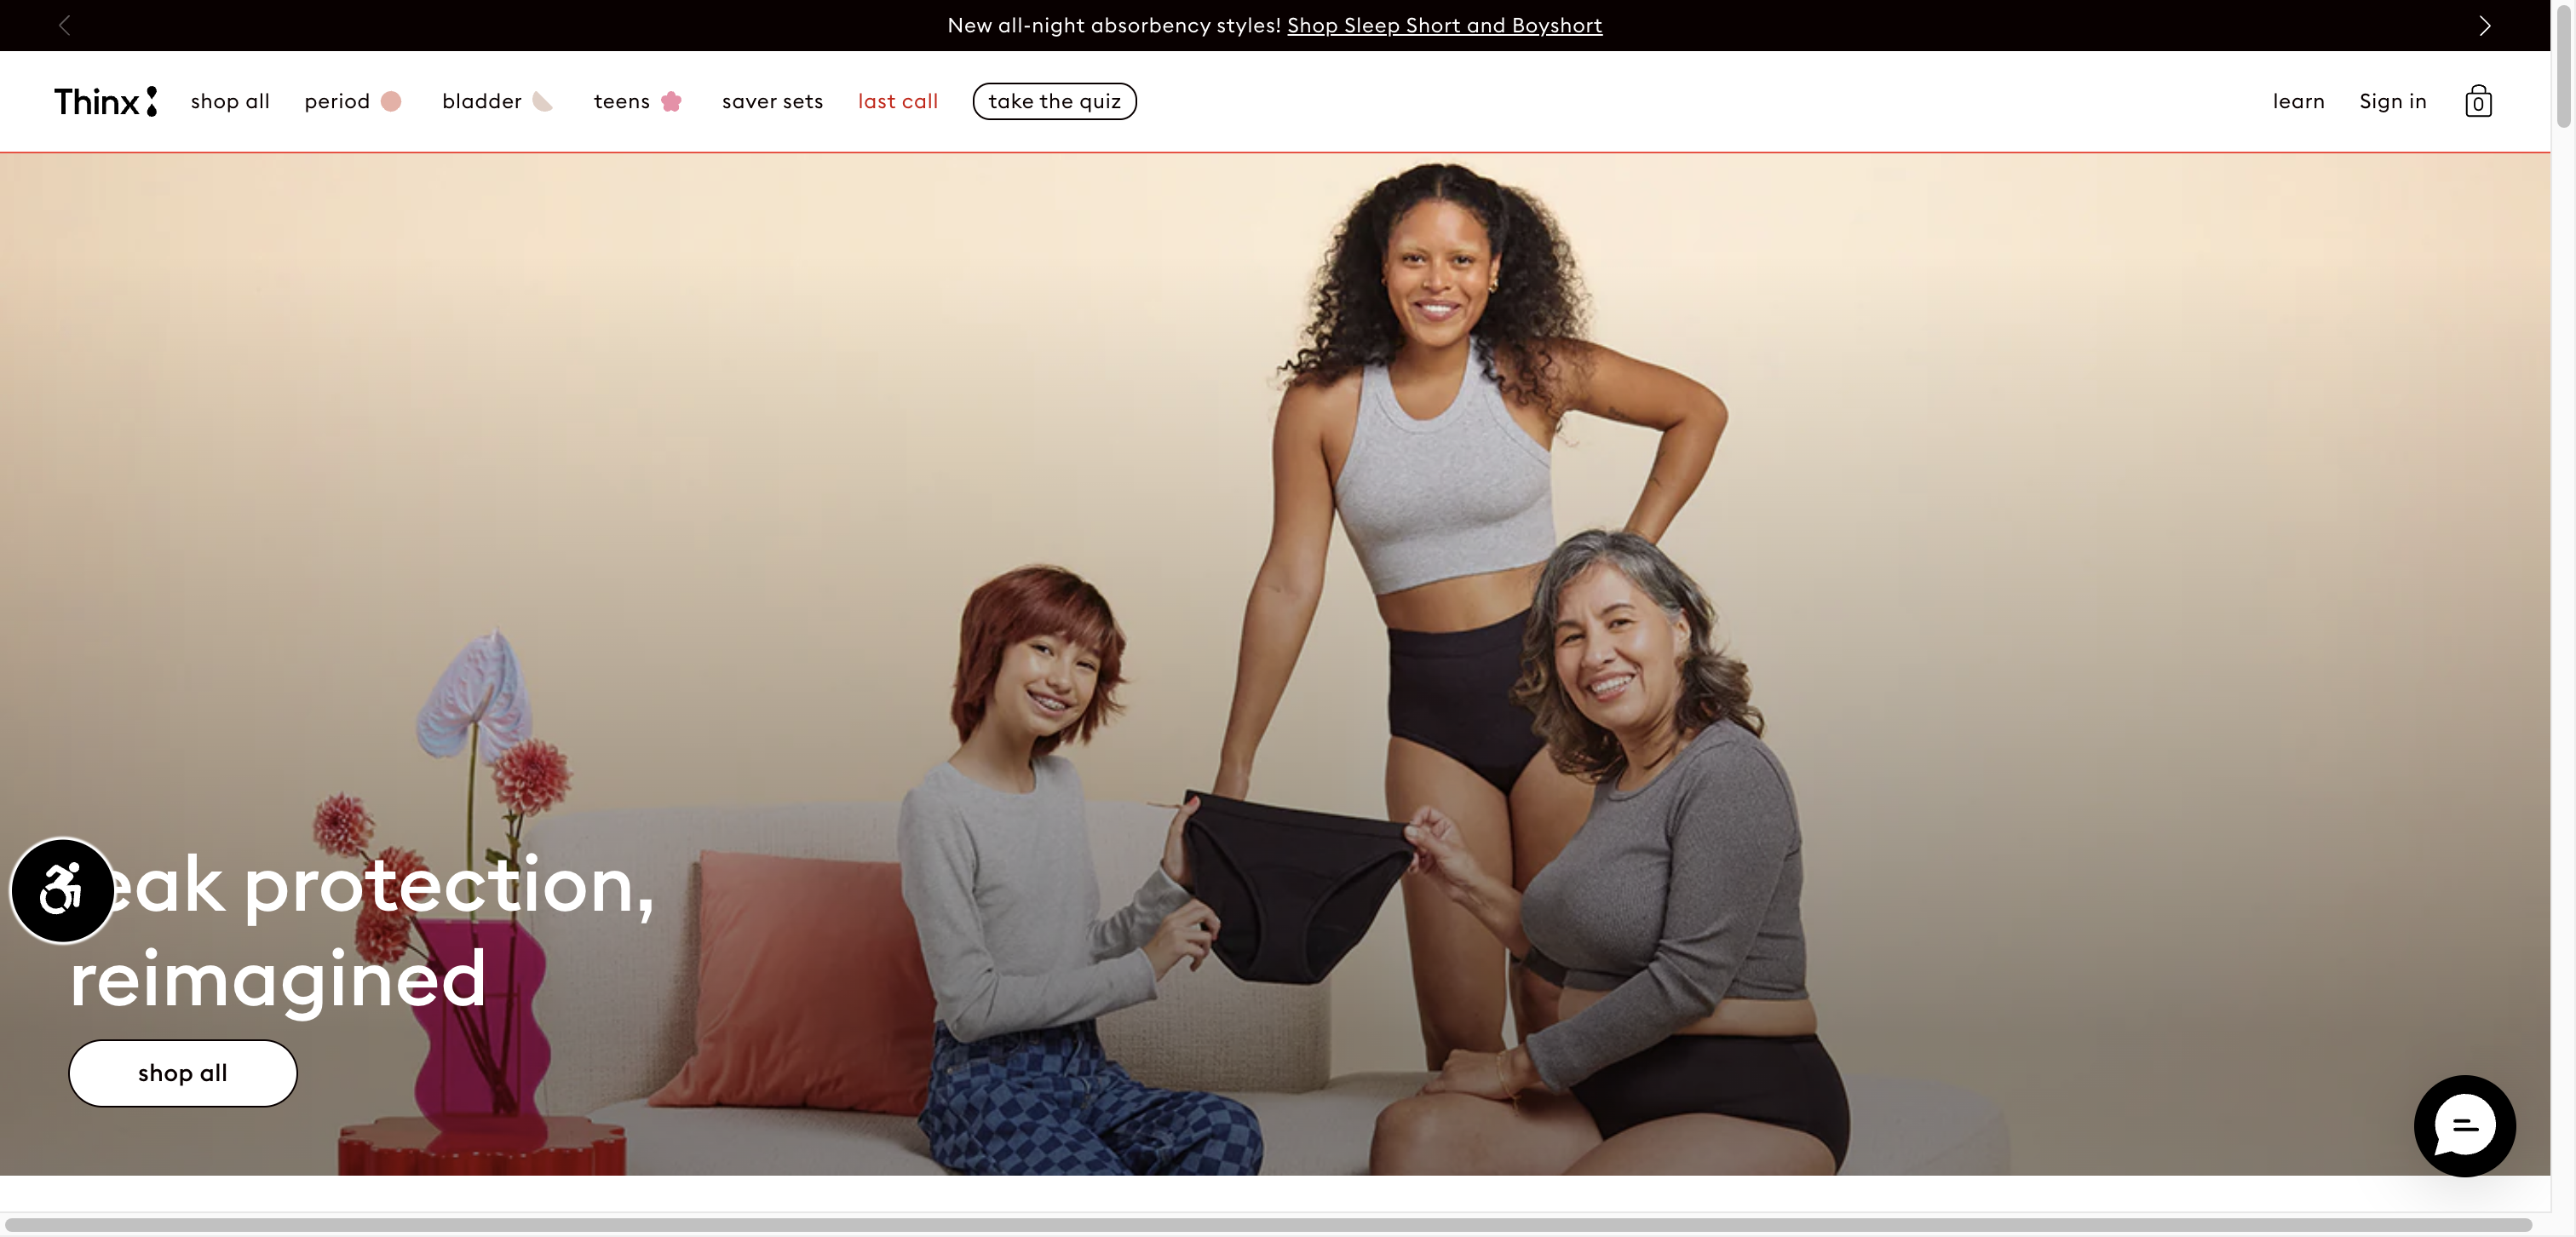 New all-night absorbency styles! Shop Sleep Short and Boyshort
Thinx shop all period bladder teens saver sets last call take the quiz learn Sign in 0
eak protection,
reimagined
shop all